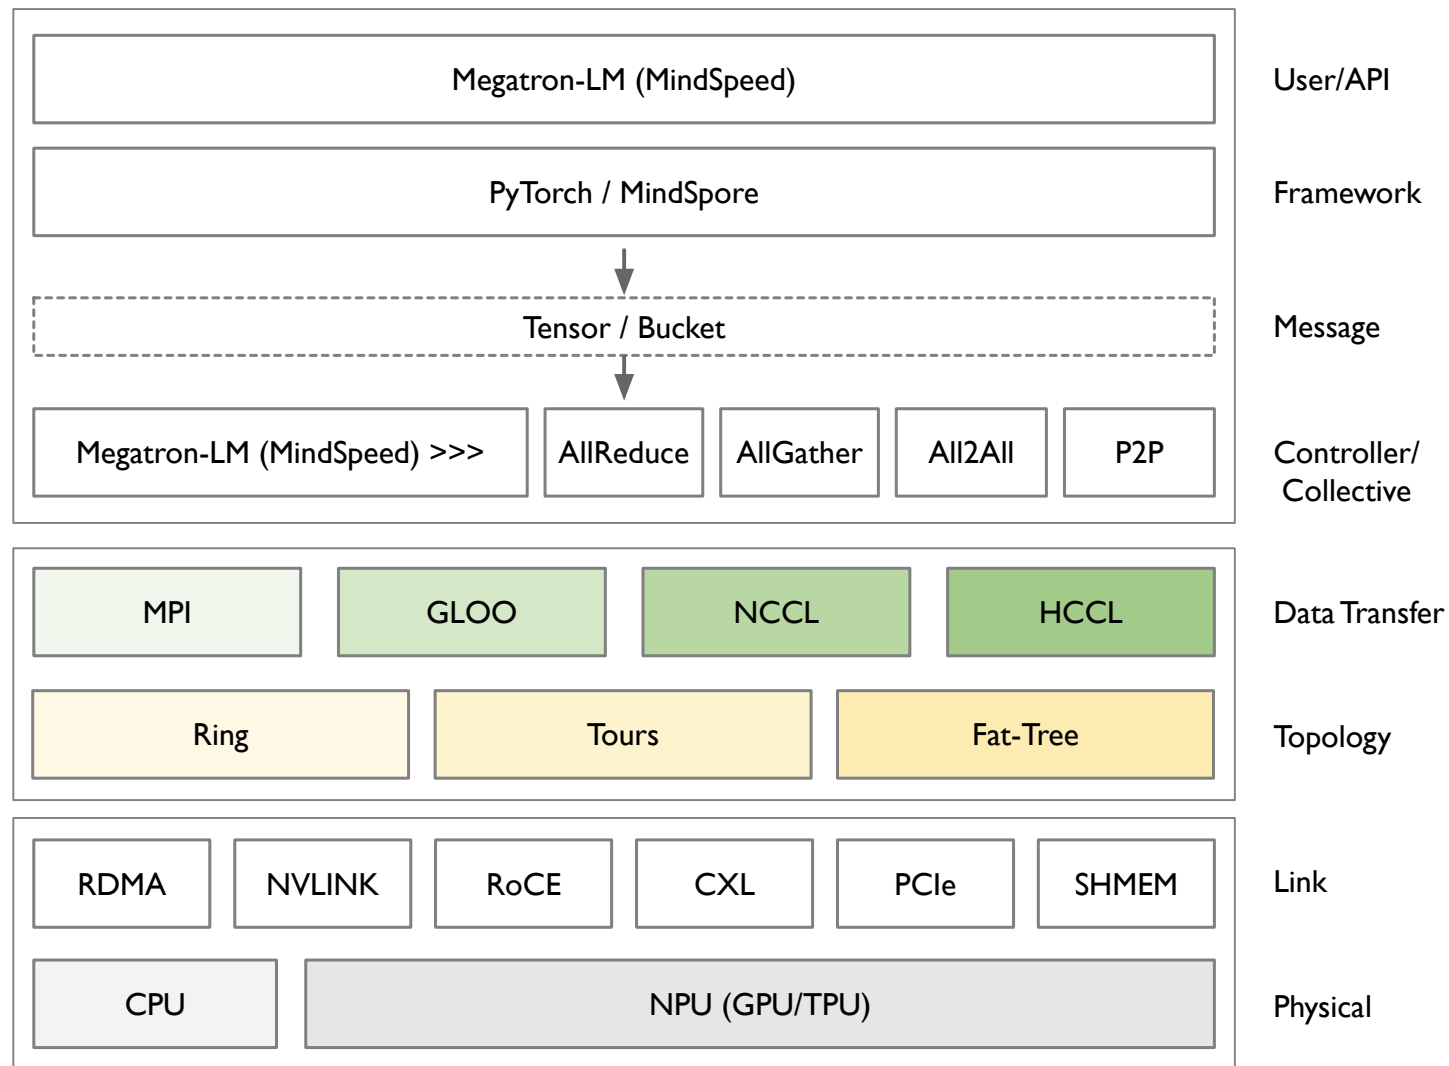 Megatron-LM (MindSpeed)
User/API
PyTorch / MindSpore
Framework
Tensor / Bucket
Message
Megatron-LM (MindSpeed) >>>
AllReduce
AllGather
All2All
P2P
Controller/
Collective
MPI
GLOO
NCCL
HCCL
Data Transfer
Ring
Tours
Fat-Tree
Topology
RDMA
NVLINK
RoCE
CXL
PCIe
SHMEM
Link
CPU
NPU (GPU/TPU)
Physical